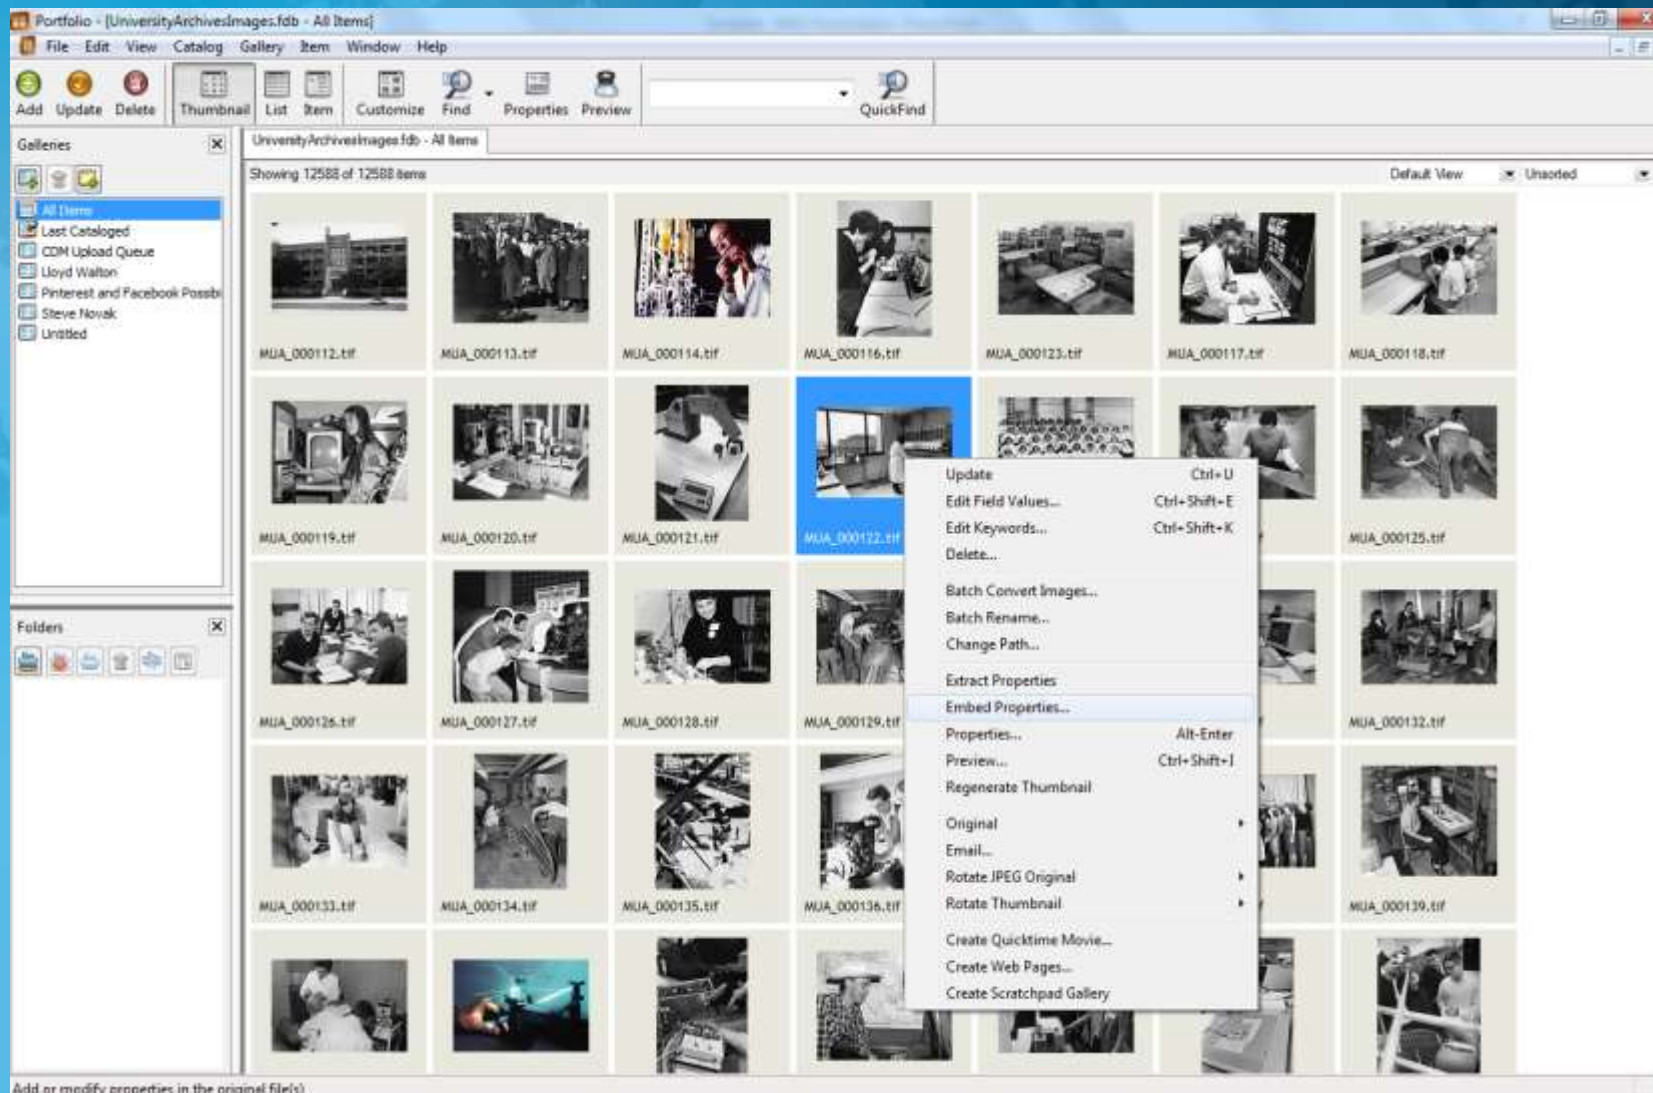 Portfolio - [UniversityArchivesImages.fdb - All Items]
File Edit View Catalog Gallery Item Window Help
Add Update Delete Thumbnail List Item Customize Find Properties Preview QuickFind
Galleries
UniversityArchivesImages.fdb - All Items
Showing 12588 of 12588 items
Default View Unsorted
All Items
Last Cataloged
CDM Upload Queue
Lloyd Walton
Pinterest and Facebook Possbi
Steve Novak
Untitled
MUA_000112.tif MUA_000113.tif MUA_000114.tif MUA_000116.tif MUA_000123.tif MUA_000117.tif MUA_000118.tif
MUA_000119.tif MUA_000120.tif MUA_000121.tif MUA_000122.tif MUA_000125.tif
Update Ctrl+U
Edit Field Values... Ctrl+Shift+E
Edit Keywords... Ctrl+Shift+K
Delete...
Batch Convert Images...
Batch Rename...
Change Path...
Extract Properties
Embed Properties...
Properties... Alt-Enter
Preview... Ctrl+Shift+I
Regenerate Thumbnail
Original
Email...
Rotate JPEG Original
Rotate Thumbnail
Create Quicktime Movie...
Create Web Pages...
Create Scratchpad Gallery
Folders
MUA_000126.tif MUA_000127.tif MUA_000128.tif MUA_000129.tif MUA_000132.tif
MUA_000133.tif MUA_000134.tif MUA_000135.tif MUA_000136.tif MUA_000139.tif
Add or modify properties in the original file(s)